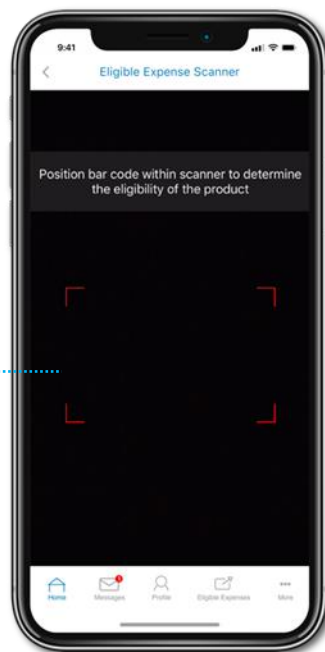 9:41
Eligible Expense Scanner
Position bar code within scanner to determine
the eligibility of the product
1
Home
Messages
Profile
Eligible Expenses
More